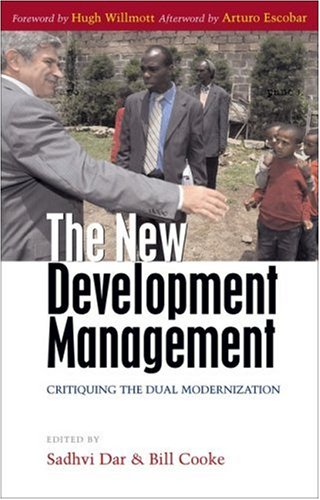 Foreword by Hugh Willmott Afterword by Arturo Escobar
The New
Development
Management
CRITIQUING THE DUAL MODERNIZATION
EDITED BY
Sadhvi Dar & Bill Cooke